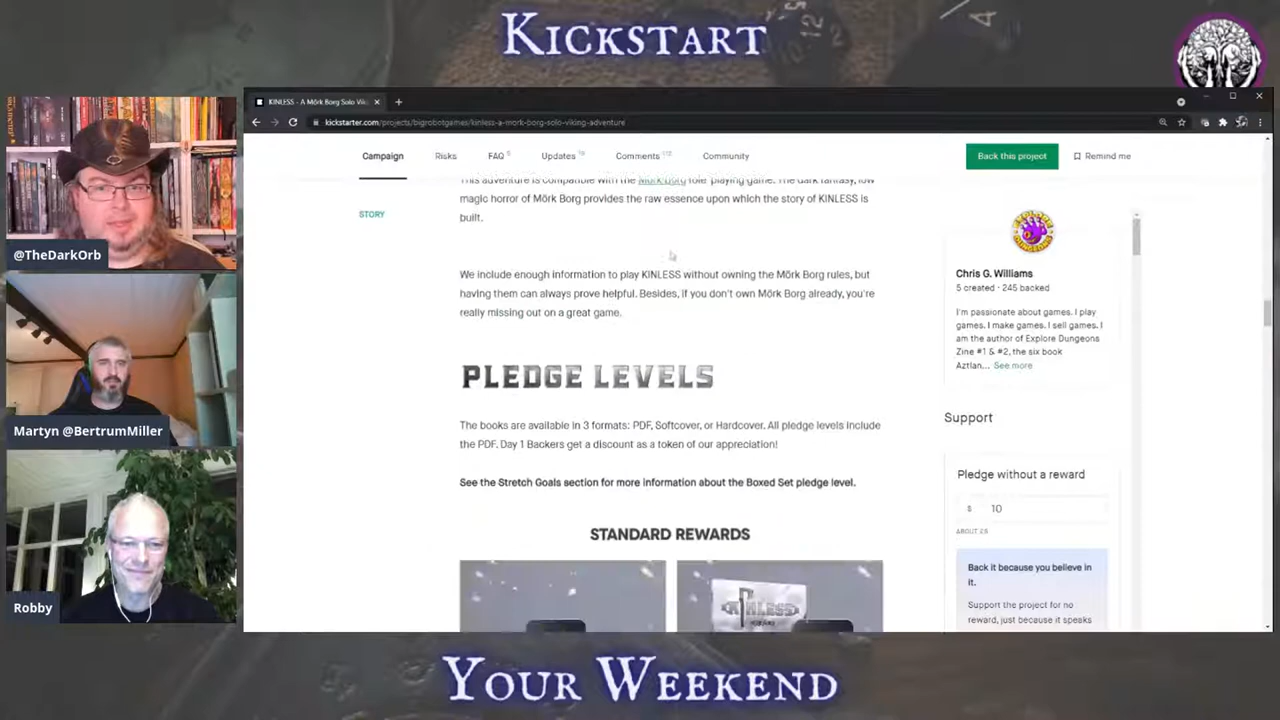 KICKSTART
KINLESS - A Mörk Borg Solo Vik
kickstarter.com/projects/bigrobotgames/kinless-a-mork-borg-solo-viking-adventure
Campaign Risks FAQ Updates Comments Community
Back this project Remind me
STORY
This adventure is compatible with the Mörk Borg role playing game. The dark fantasy, low
magic horror of Mörk Borg provides the raw essence upon which the story of KINLESS is
built.
We include enough information to play KINLESS without owning the Mörk Borg rules, but
having them can always prove helpful. Besides, if you don't own Mörk Borg already, you're
really missing out on a great game.
PLEDGE LEVELS
The books are available in 3 formats: PDF, Softcover, or Hardcover. All pledge levels include
the PDF. Day 1 Backers get a discount as a token of our appreciation!
See the Stretch Goals section for more information about the Boxed Set pledge level.
STANDARD REWARDS
KINLESS
Chris G. Williams
5 created · 245 backed
I'm passionate about games. I play
games. I make games. I sell games. I
am the author of Explore Dungeons
Zine #1 & #2, the six book
Aztlan... See more
Support
Pledge without a reward
$ 10
ABOUT £8
Back it because you believe in
it.
Support the project for no
reward, just because it speaks
@TheDarkOrb
Martyn @BertrumMiller
Robby
YOUR WEEKEND